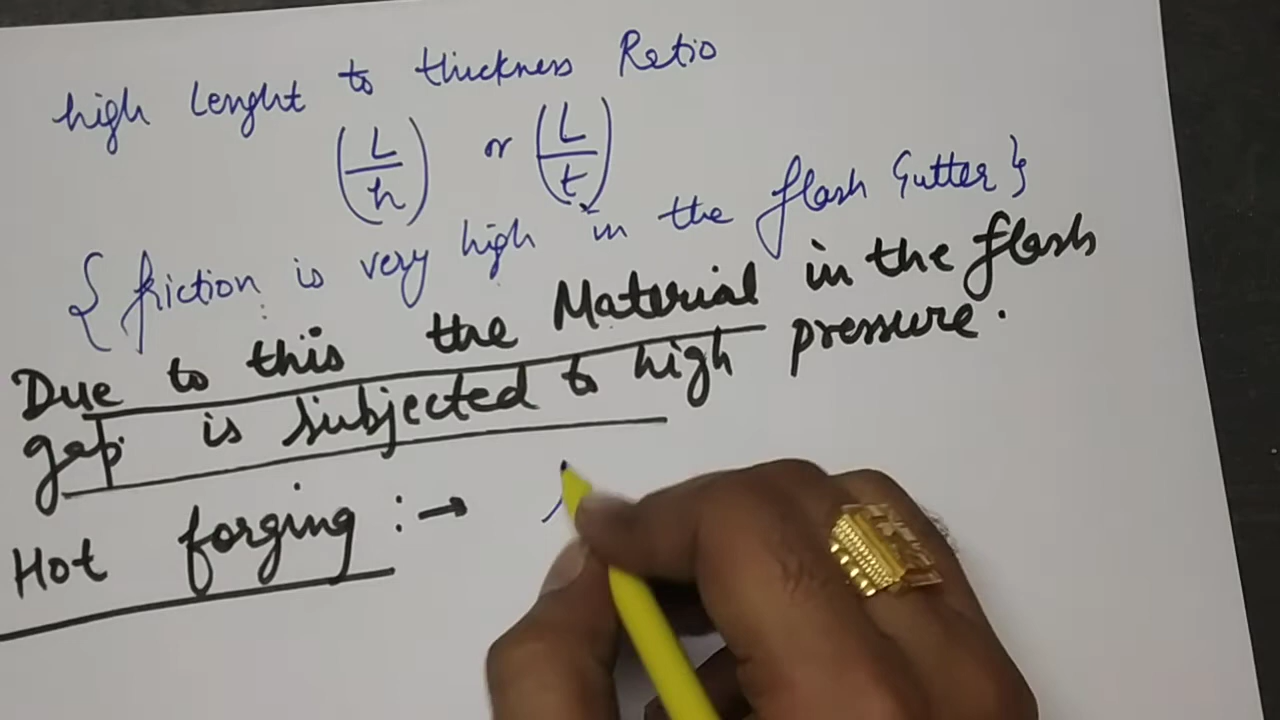 high Lenght to thickness Retio
(L/h) or (L/t)
{ friction is very high in the flash Gutter }
Due to this the Material in the flash
gap is subjected to high pressure.
Hot forging :→